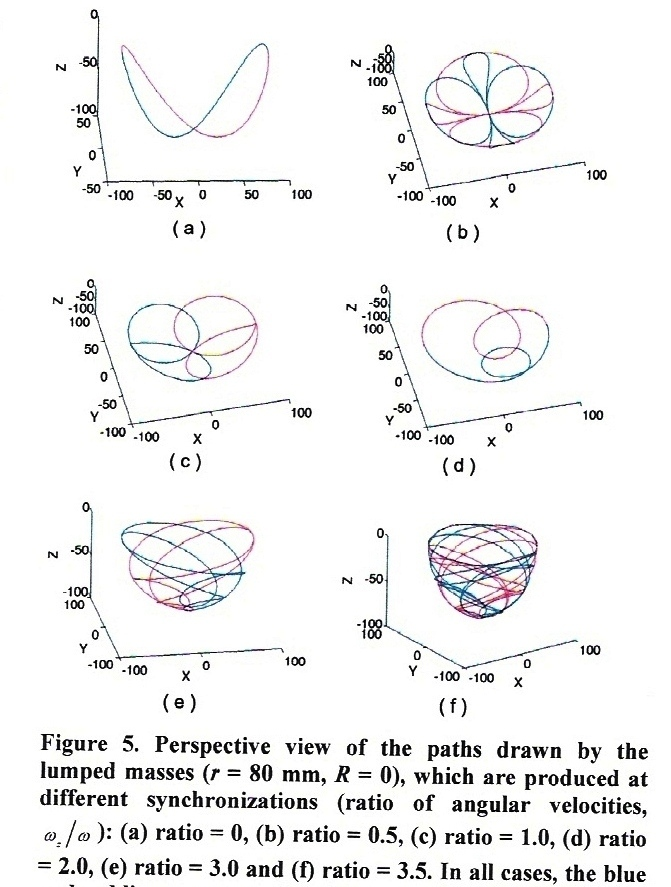 0
-50
-100
Z
50
0
-50
Y
-100 -50 0 50 100
X
(a)
0
-50
-100
Z
100
50
0
-50
-100
Y
-100 0 100
X
(b)
0
-50
-100
Z
100
50
0
-50
-100
Y
-100 0 100
X
(c)
0
-50
-100
Z
100
50
0
-50
-100
Y
-100 0 100
X
(d)
0
-50
-100
Z
100
0
-100
Y
-100 0 100
X
(e)
0
-50
-100
Z
100
0
-100
Y
-100 0 100
X
(f)
Figure 5. Perspective view of the paths drawn by the
lumped masses (r = 80 mm, R = 0), which are produced at
different synchronizations (ratio of angular velocities,
ω_z/ω ): (a) ratio = 0, (b) ratio = 0.5, (c) ratio = 1.0, (d) ratio
= 2.0, (e) ratio = 3.0 and (f) ratio = 3.5. In all cases, the blue